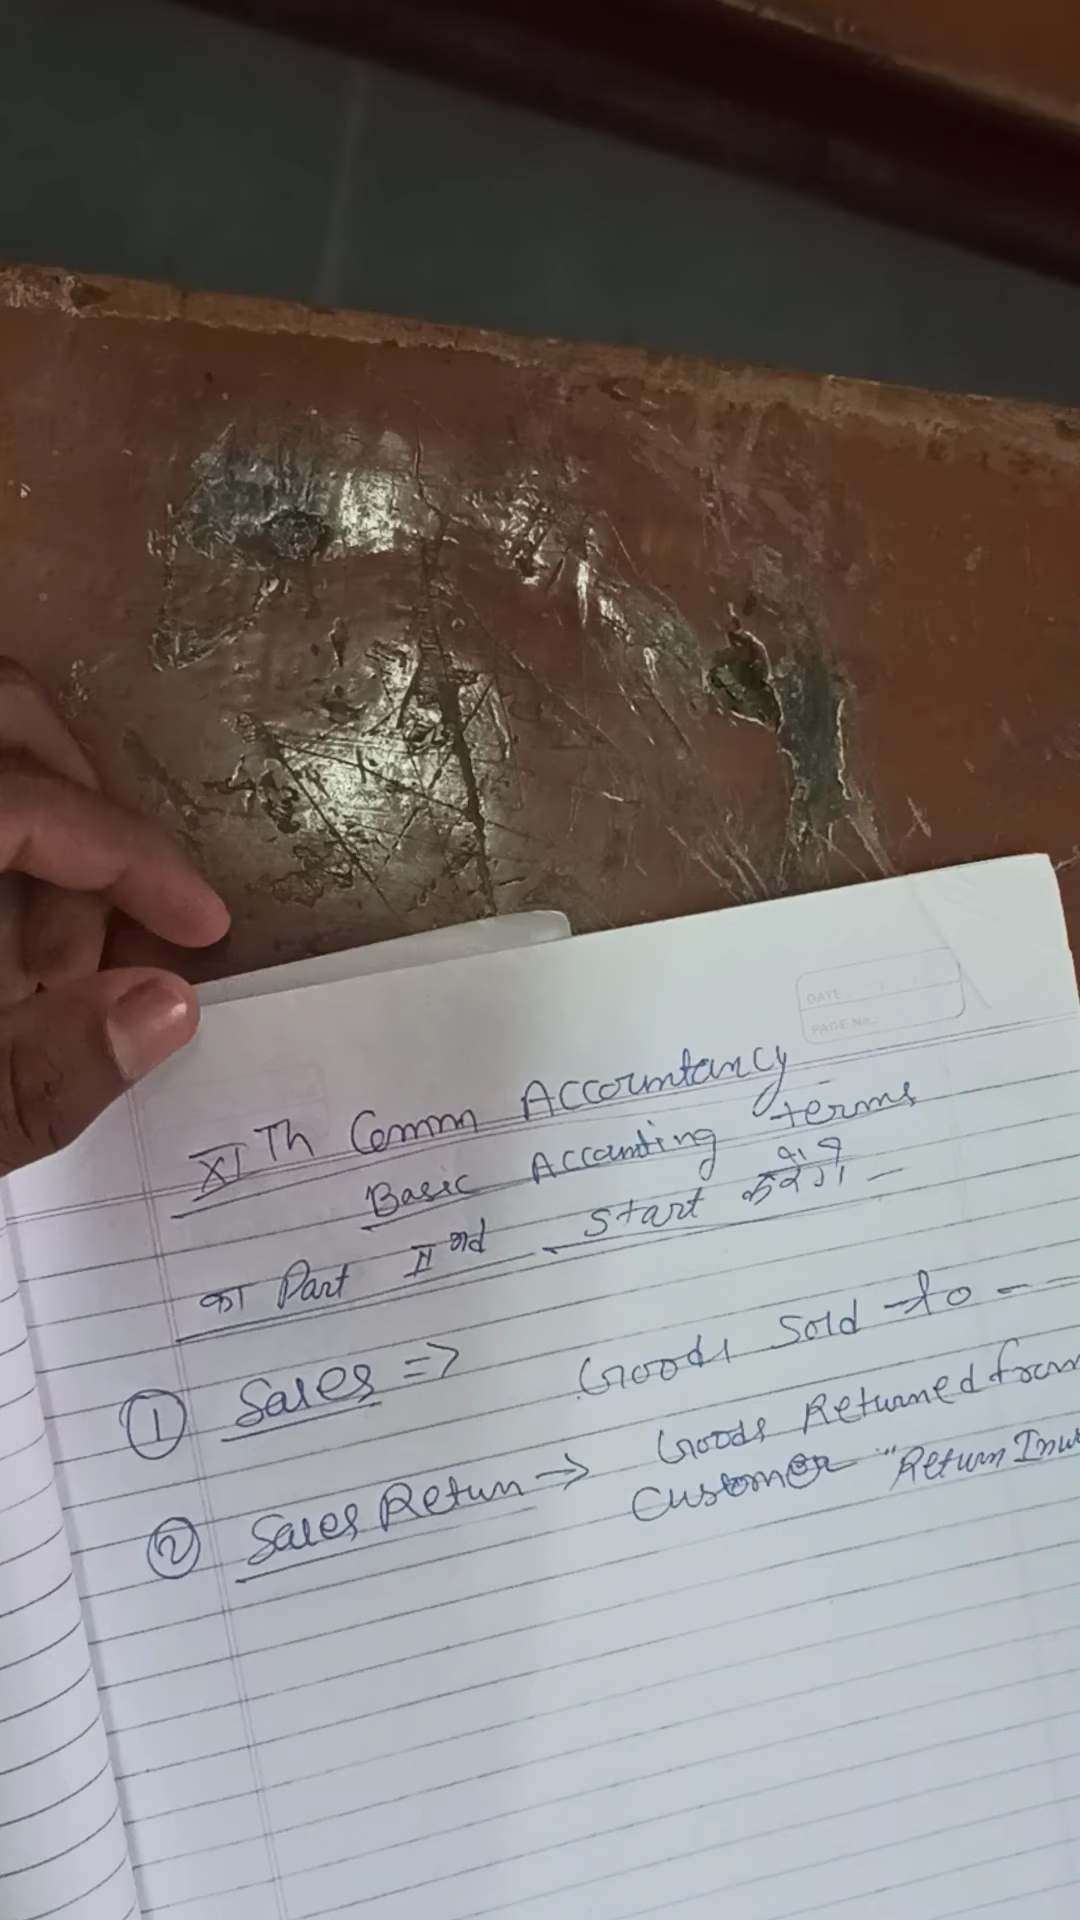 DATE
PAGE No.:
XI Th Comm Accountancy
Basic Accounting terms
का Part II nd start करेंगे –
① Sales => Goods Sold to - -
② Sales Return -> Goods Returned from
Customer "Return